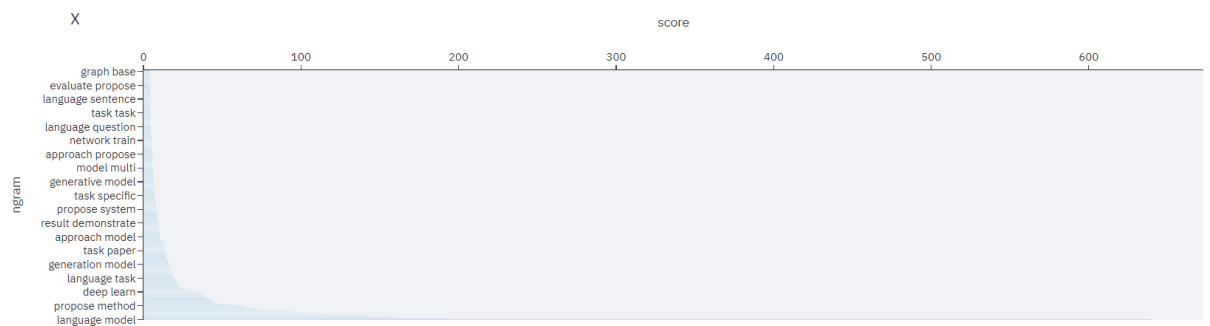 X
score
0 100 200 300 400 500 600
graph base
evaluate propose
language sentence
task task
language question
network train
approach propose
model multi
generative model
task specific
propose system
result demonstrate
approach model
task paper
generation model
language task
deep learn
propose method
language model
ngram